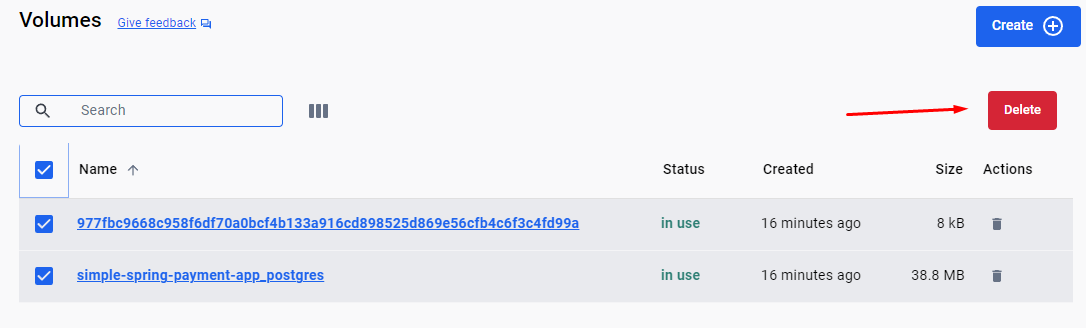 Volumes Give feedback
Create
Search
Delete
Name Status Created Size Actions
977fbc9668c958f6df70a0bcf4b133a916cd898525d869e56cfb4c6f3c4fd99a in use 16 minutes ago 8 kB
simple-spring-payment-app_postgres in use 16 minutes ago 38.8 MB